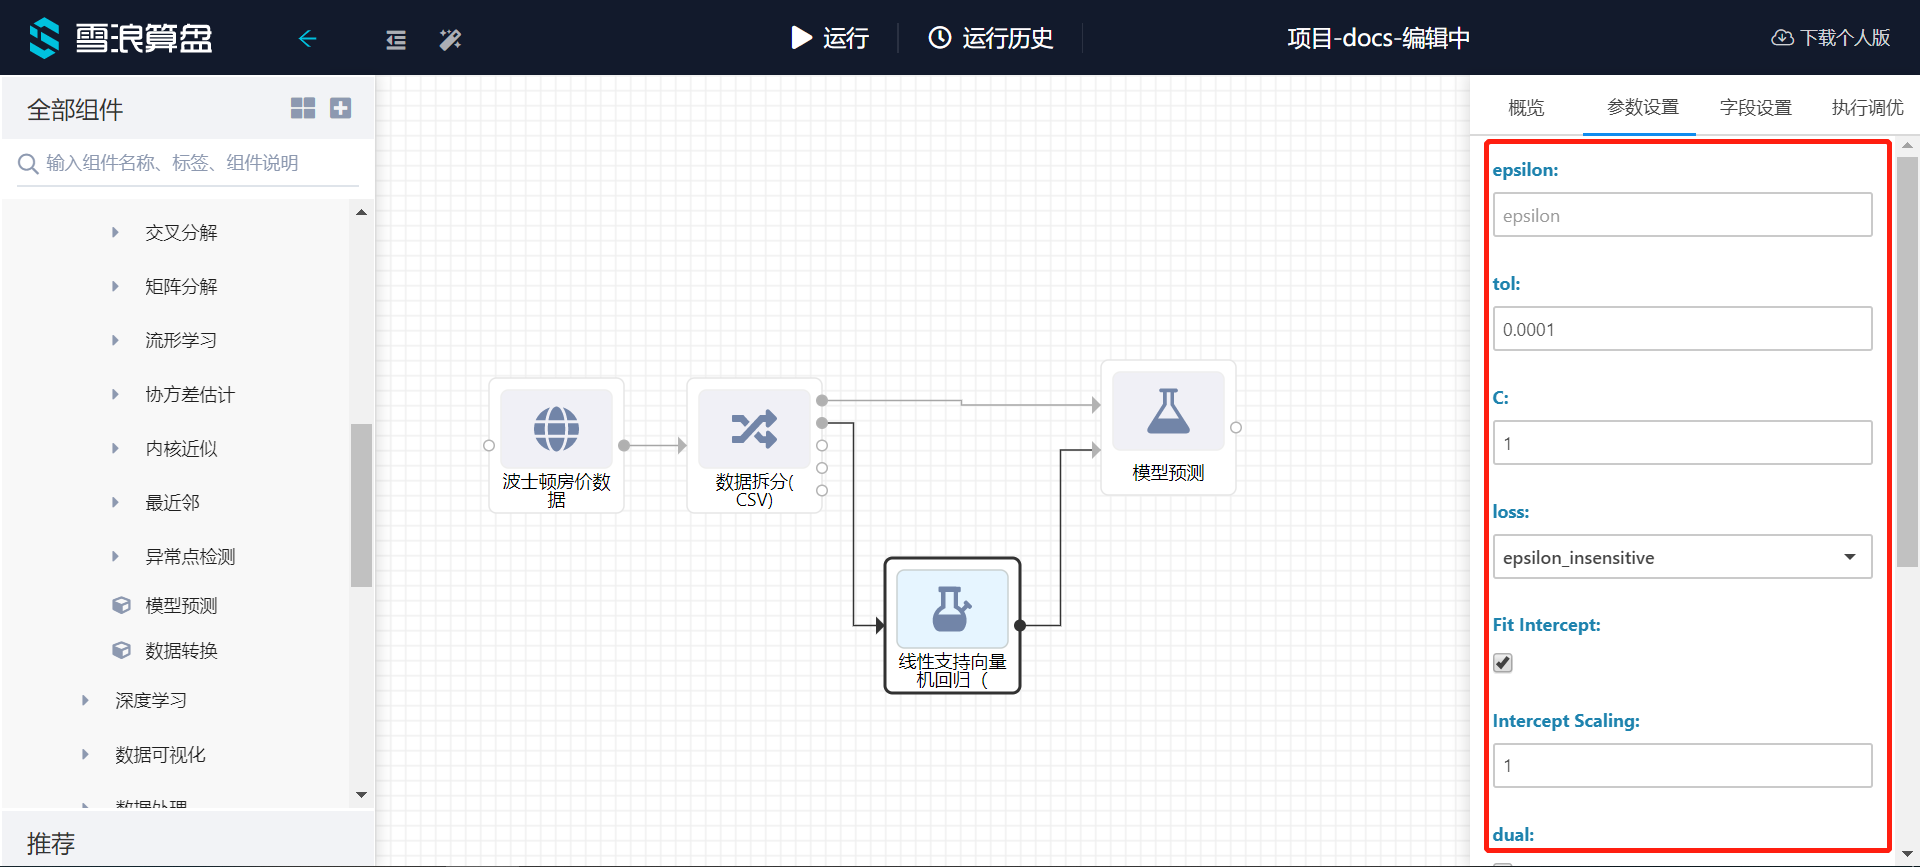 雪浪算盘
运行
运行历史
项目-docs-编辑中
下载个人版
全部组件
输入组件名称、标签、组件说明
交叉分解
矩阵分解
流形学习
协方差估计
内核近似
最近邻
异常点检测
模型预测
数据转换
深度学习
数据可视化
数据处理
推荐
波士顿房价数
据
数据拆分(
CSV)
模型预测
线性支持向量
机回归（
概览
参数设置
字段设置
执行调优
epsilon:
epsilon
tol:
0.0001
C:
1
loss:
epsilon_insensitive
Fit Intercept:
Intercept Scaling:
1
dual: